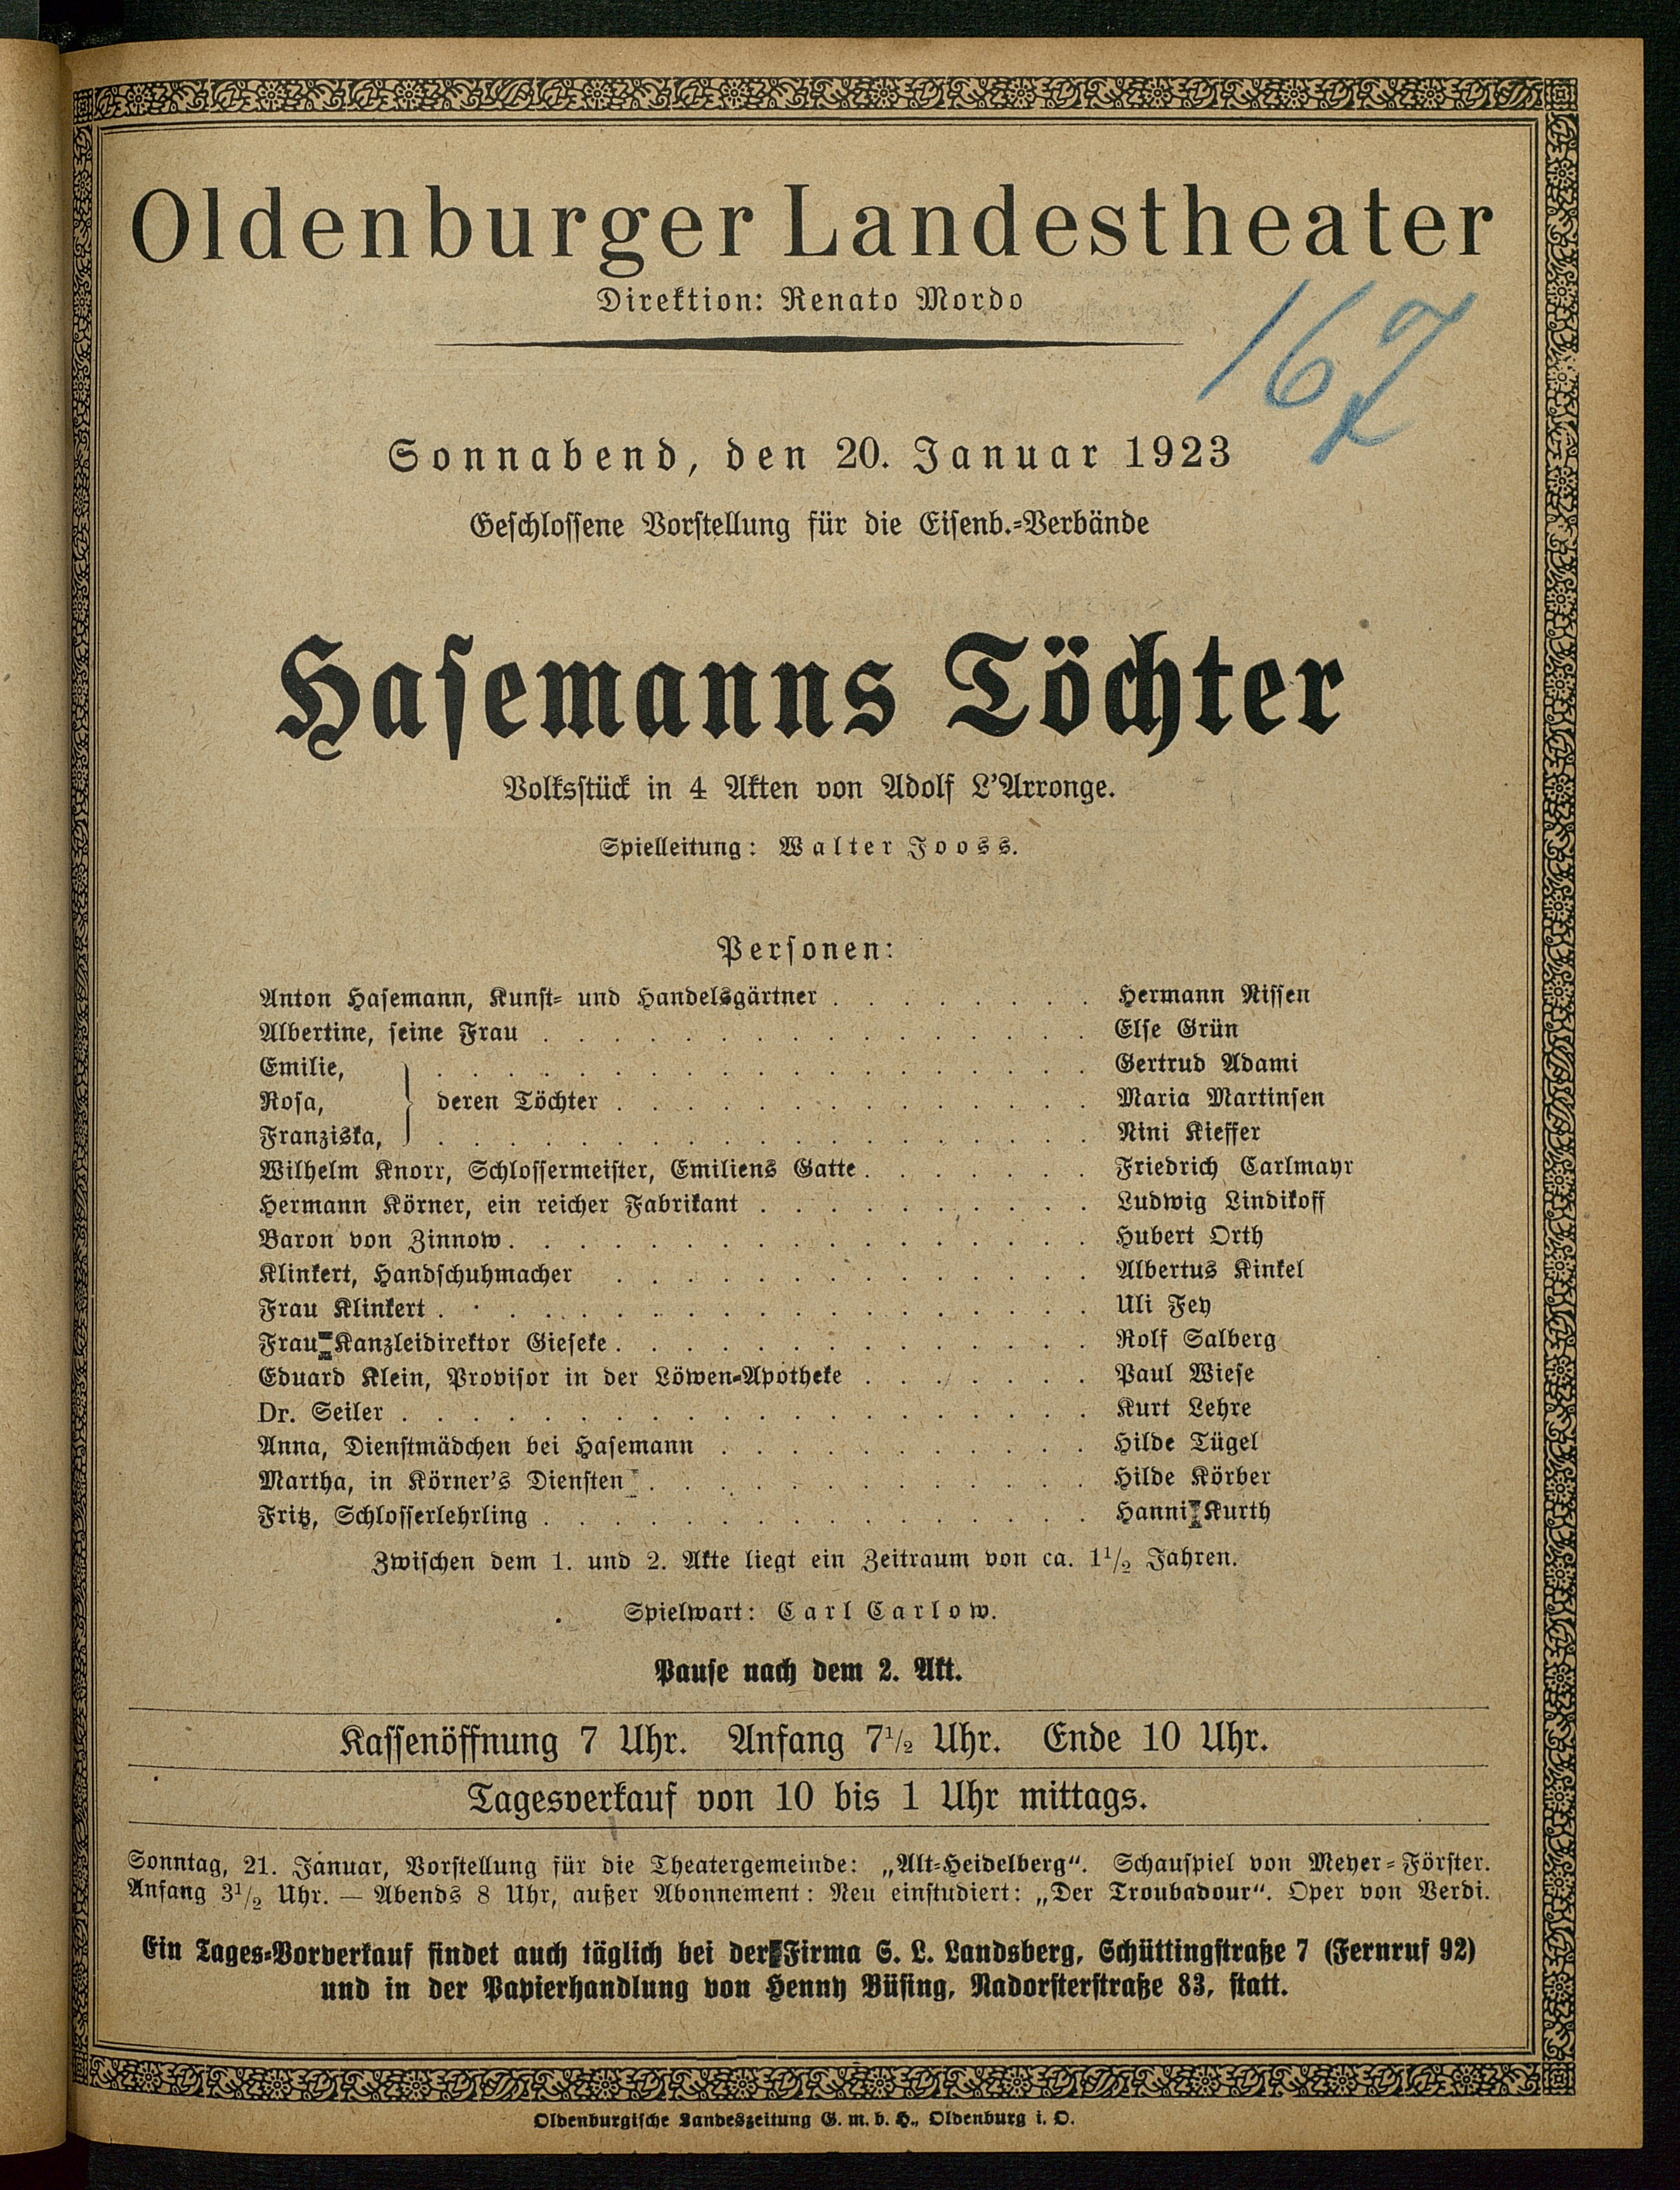 Oldenburger Landestheater
Direktion: Renato Mordo
167
Sonnabend, den 20. Januar 1923
Geschlossene Vorstellung für die Eisenb.-Verbände
Hasemanns Töchter
Volksstück in 4 Akten von Adolf L'Arronge.
Spielleitung: Walter Jooss.
Personen:
Anton Hasemann, Kunst- und Handelsgärtner . . . . . . . . Hermann Nissen
Albertine, seine Frau . . . . . . . . . . . . . . . . Else Grün
Emilie, . . . . . . . . . . . . . . . . . . . Gertrud Adami
Rosa, } deren Töchter . . . . . . . . . . . . . . Maria Martinsen
Franziska, . . . . . . . . . . . . . . . . . . . Nini Kieffer
Wilhelm Knorr, Schlossermeister, Emiliens Gatte . . . . . . . Friedrich Carlmayr
Hermann Körner, ein reicher Fabrikant . . . . . . . . . . Ludwig Lindikoff
Baron von Zinnow . . . . . . . . . . . . . . . . . Hubert Orth
Klinkert, Handschuhmacher . . . . . . . . . . . . . . Albertus Kinkel
Frau Klinkert . . . . . . . . . . . . . . . . . . . Uli Fey
Frau Kanzleidirektor Gieseke . . . . . . . . . . . . . . Rolf Salberg
Eduard Klein, Provisor in der Löwen-Apotheke . . . . . . . Paul Wiese
Dr. Seiler . . . . . . . . . . . . . . . . . . . . Kurt Lehre
Anna, Dienstmädchen bei Hasemann . . . . . . . . . . . Hilde Tügel
Martha, in Körner's Diensten . . . . . . . . . . . . . Hilde Körber
Fritz, Schlosserlehrling . . . . . . . . . . . . . . . . Hanni Kurth
Zwischen dem 1. und 2. Akte liegt ein Zeitraum von ca. 1½ Jahren.
Spielwart: Carl Carlow.
Pause nach dem 2. Akt.
Kassenöffnung 7 Uhr. Anfang 7½ Uhr. Ende 10 Uhr.
Tagesverkauf von 10 bis 1 Uhr mittags.
Sonntag, 21. Januar, Vorstellung für die Theatergemeinde: „Alt-Heidelberg“. Schauspiel von Meyer-Förster.
Anfang 3½ Uhr. — Abends 8 Uhr, außer Abonnement: Neu einstudiert: „Der Troubadour“. Oper von Verdi.
Ein Tages-Vorverkauf findet auch täglich bei der Firma S. L. Landsberg, Schüttingstraße 7 (Fernruf 92)
und in der Papierhandlung von Henny Büsing, Nadorsterstraße 83, statt.
Oldenburgische Landeszeitung G. m. b. H., Oldenburg i. O.